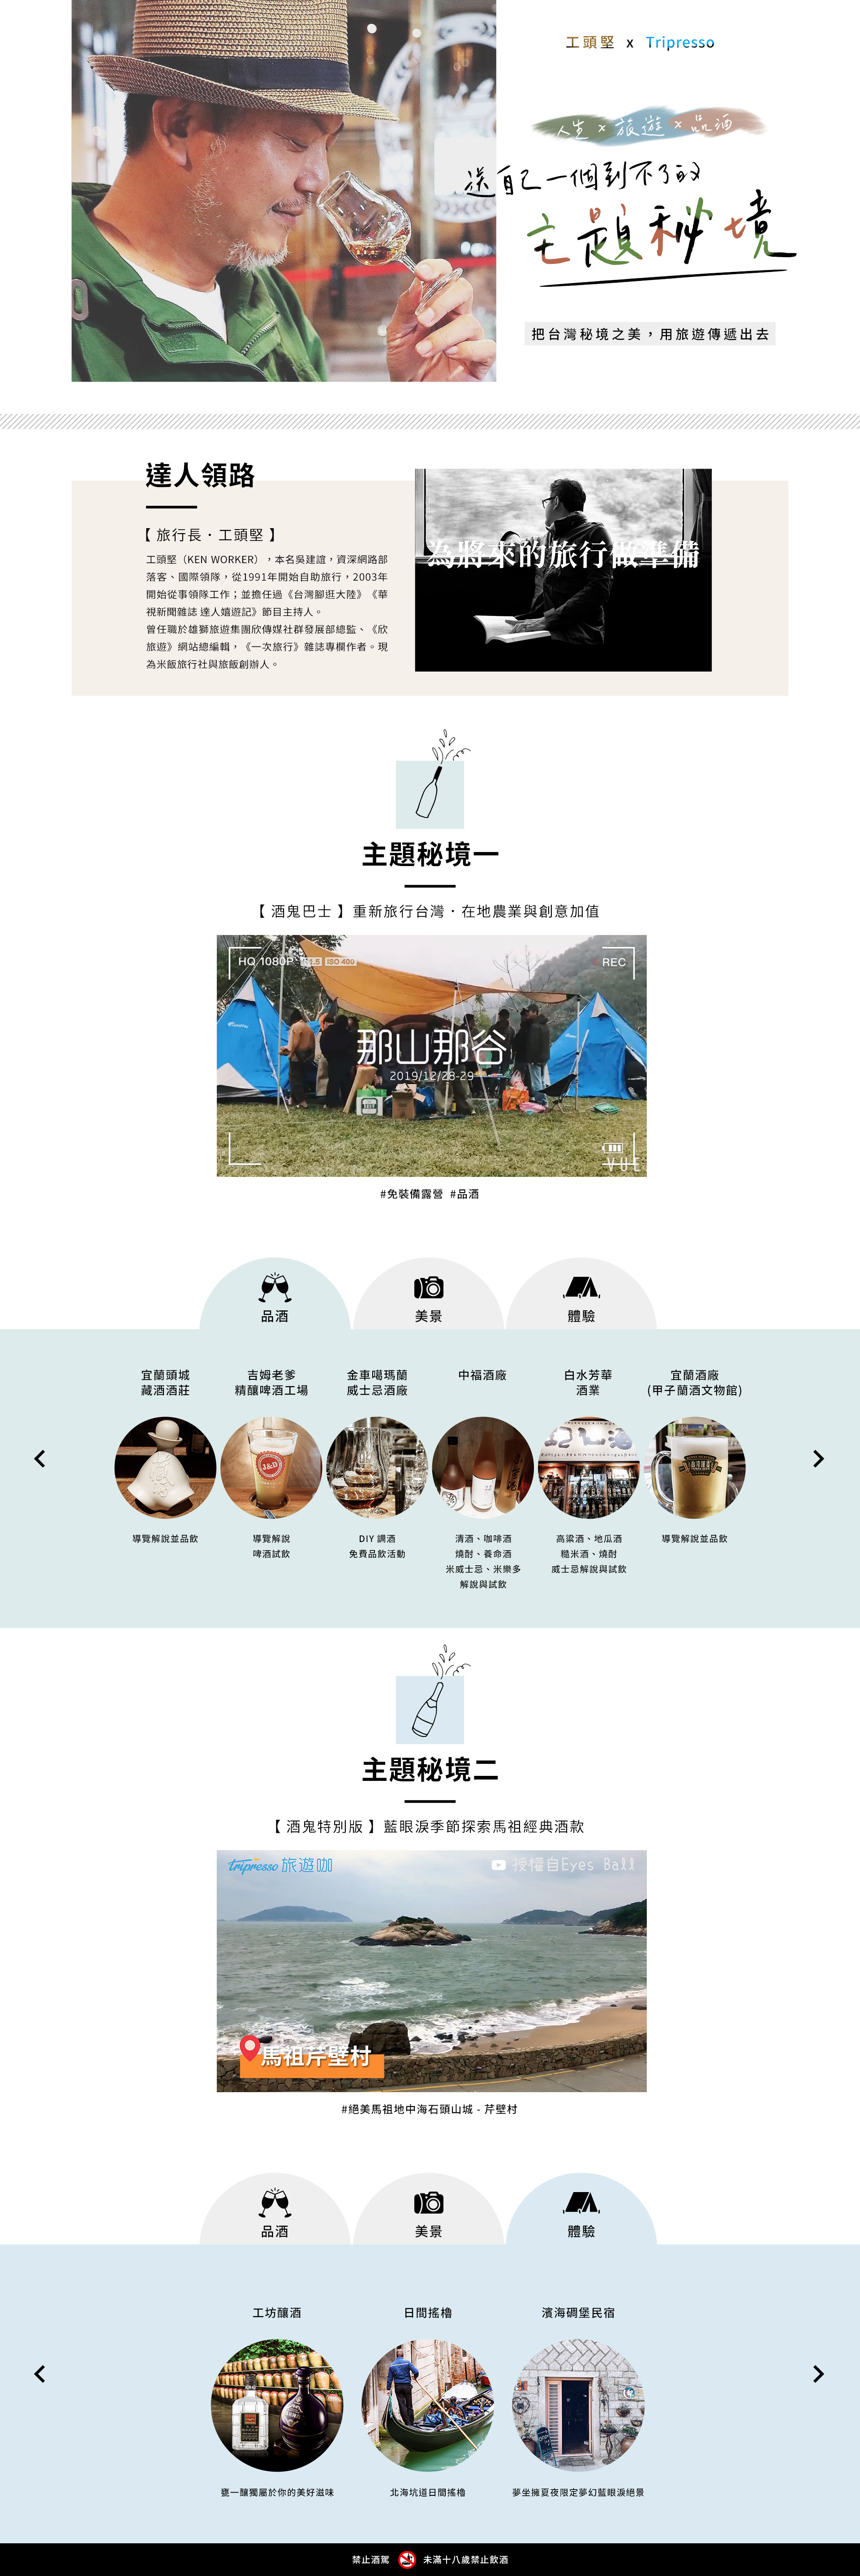 工頭堅 x Tripresso
人生 x 旅遊 x 品酒
送自己一個到不了的
主題秘境
把台灣秘境之美，用旅遊傳遞出去
達人領路
【 旅行長．工頭堅 】
工頭堅（KEN WORKER），本名吳建誼，資深網路部
落客、國際領隊，從1991年開始自助旅行，2003年
開始從事領隊工作；並擔任過《台灣腳逛大陸》《華
視新聞雜誌 達人嬉遊記》節目主持人。
曾任職於雄獅旅遊集團欣傳媒社群發展部總監、《欣
旅遊》網站總編輯，《一次旅行》雜誌專欄作者。現
為米飯旅行社與旅飯創辦人。
為將來的旅行做準備
主題秘境一
【 酒鬼巴士 】重新旅行台灣．在地農業與創意加值
HQ 1080P 1.5 ISO 400
REC
那山那谷
2019/12/28-29
VUE
#免裝備露營 #品酒
品酒
美景
體驗
宜蘭頭城
藏酒酒莊
吉姆老爹
精釀啤酒工場
金車噶瑪蘭
威士忌酒廠
中福酒廠
白水芳華
酒業
宜蘭酒廠
(甲子蘭酒文物館)
J&D
導覽解說並品飲
導覽解說
啤酒試飲
DIY 調酒
免費品飲活動
清酒、咖啡酒
燒酎、養命酒
米威士忌、米樂多
解說與試飲
高粱酒、地瓜酒
糙米酒、燒酎
威士忌解說與試飲
導覽解說並品飲
主題秘境二
【 酒鬼特別版 】藍眼淚季節探索馬祖經典酒款
tripresso 旅遊咖
授權自Eyes Ball
馬祖芹壁村
#絕美馬祖地中海石頭山城 - 芹壁村
品酒
美景
體驗
工坊釀酒
日間搖櫓
濱海碉堡民宿
甕一釀獨屬於你的美好滋味
北海坑道日間搖櫓
夢坐擁夏夜限定夢幻藍眼淚絕景
禁止酒駕
未滿十八歲禁止飲酒